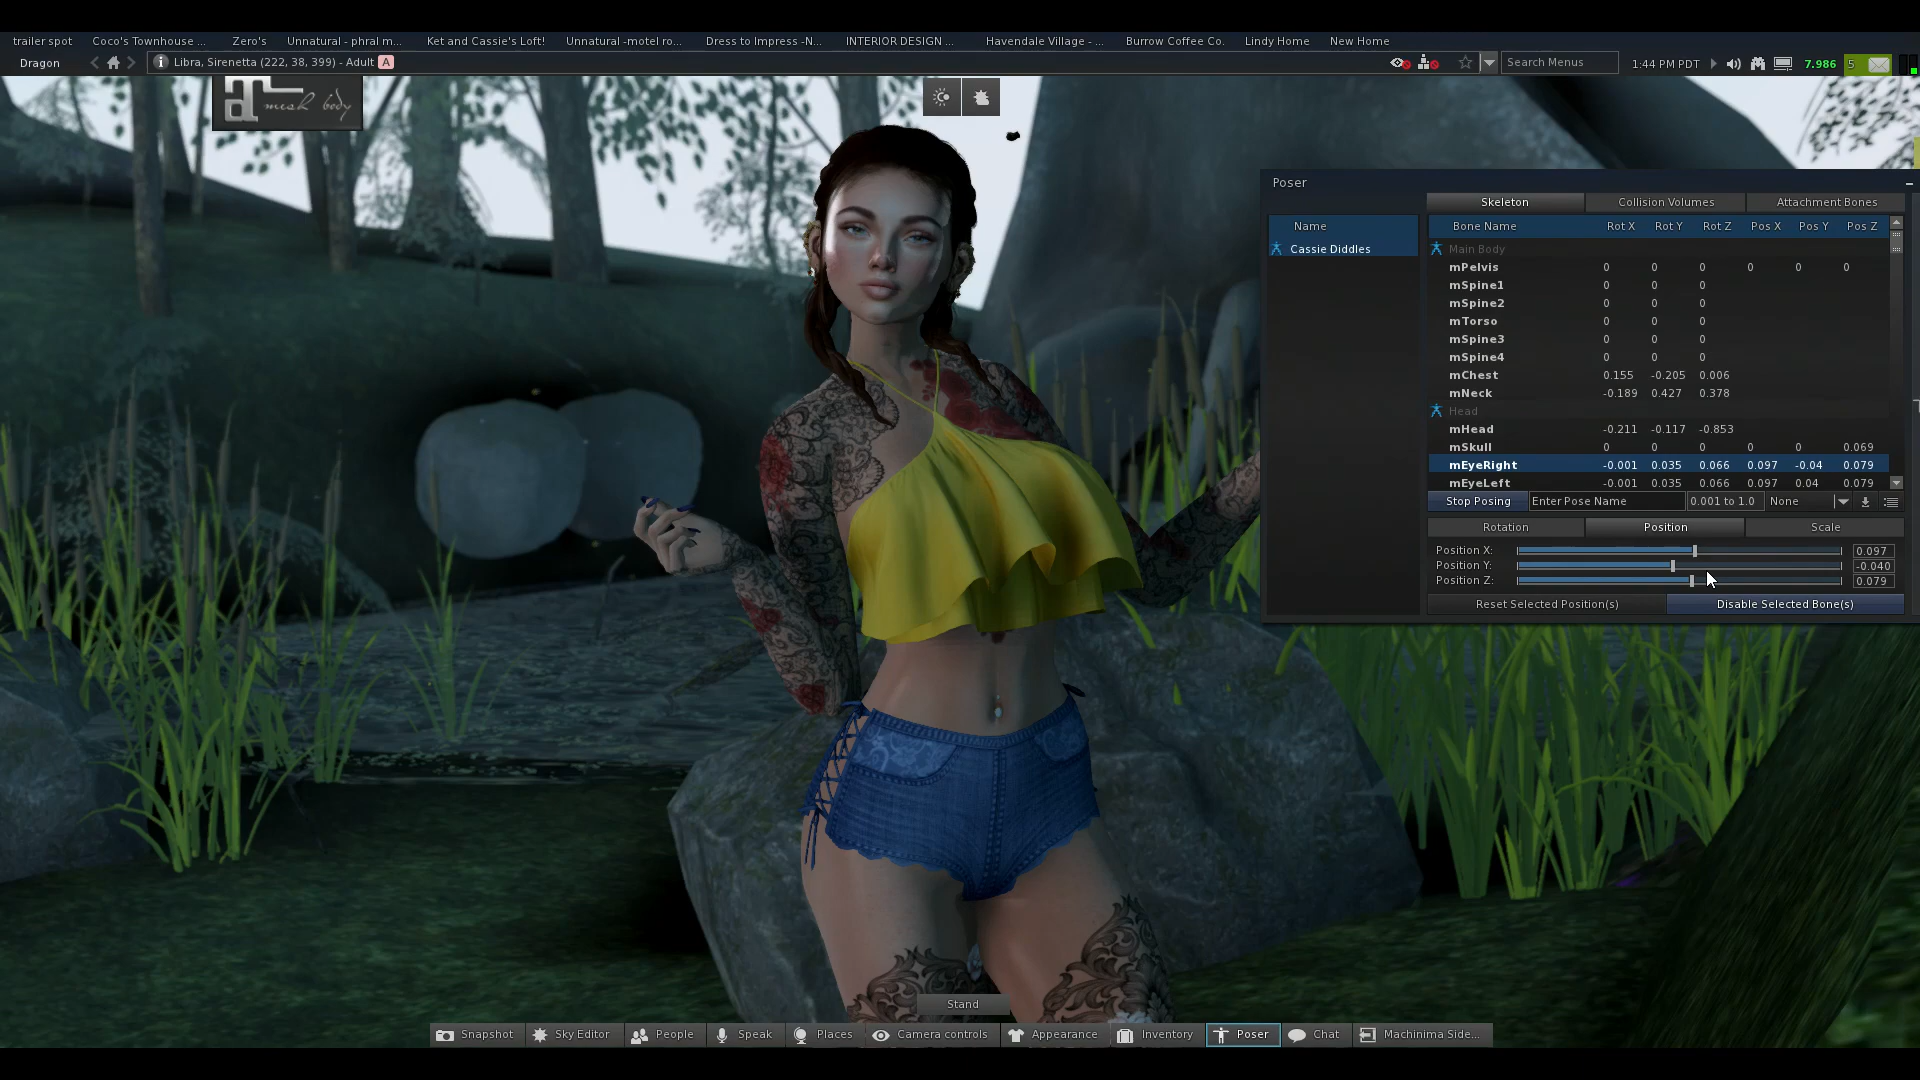 trailer spot Coco's Townhouse ... Zero's Unnatural - phral m... Ket and Cassie's Loft! Unnatural -motel ro... Dress to Impress -N... INTERIOR DESIGN ... Havendale Village - ... Burrow Coffee Co. Lindy Home New Home
Dragon Libra, Sirenetta (222, 38, 399) - Adult A Search Menus 1:44 PM PDT 7.986 5
mesh body
Poser
Skeleton Collision Volumes Attachment Bones
Name
Cassie Diddles
Bone Name Rot X Rot Y Rot Z Pos X Pos Y Pos Z
Main Body
mPelvis 0 0 0 0 0 0
mSpine1 0 0 0
mSpine2 0 0 0
mTorso 0 0 0
mSpine3 0 0 0
mSpine4 0 0 0
mChest 0.155 -0.205 0.006
mNeck -0.189 0.427 0.378
Head
mHead -0.211 -0.117 -0.853
mSkull 0 0 0 0 0 0.069
mEyeRight -0.001 0.035 0.066 0.097 -0.04 0.079
mEyeLeft -0.001 0.035 0.066 0.097 0.04 0.079
Stop Posing Enter Pose Name 0.001 to 1.0 None
Rotation Position Scale
Position X: 0.097
Position Y: -0.040
Position Z: 0.079
Reset Selected Position(s) Disable Selected Bone(s)
Stand
Snapshot Sky Editor People Speak Places Camera controls Appearance Inventory Poser Chat Machinima Side...